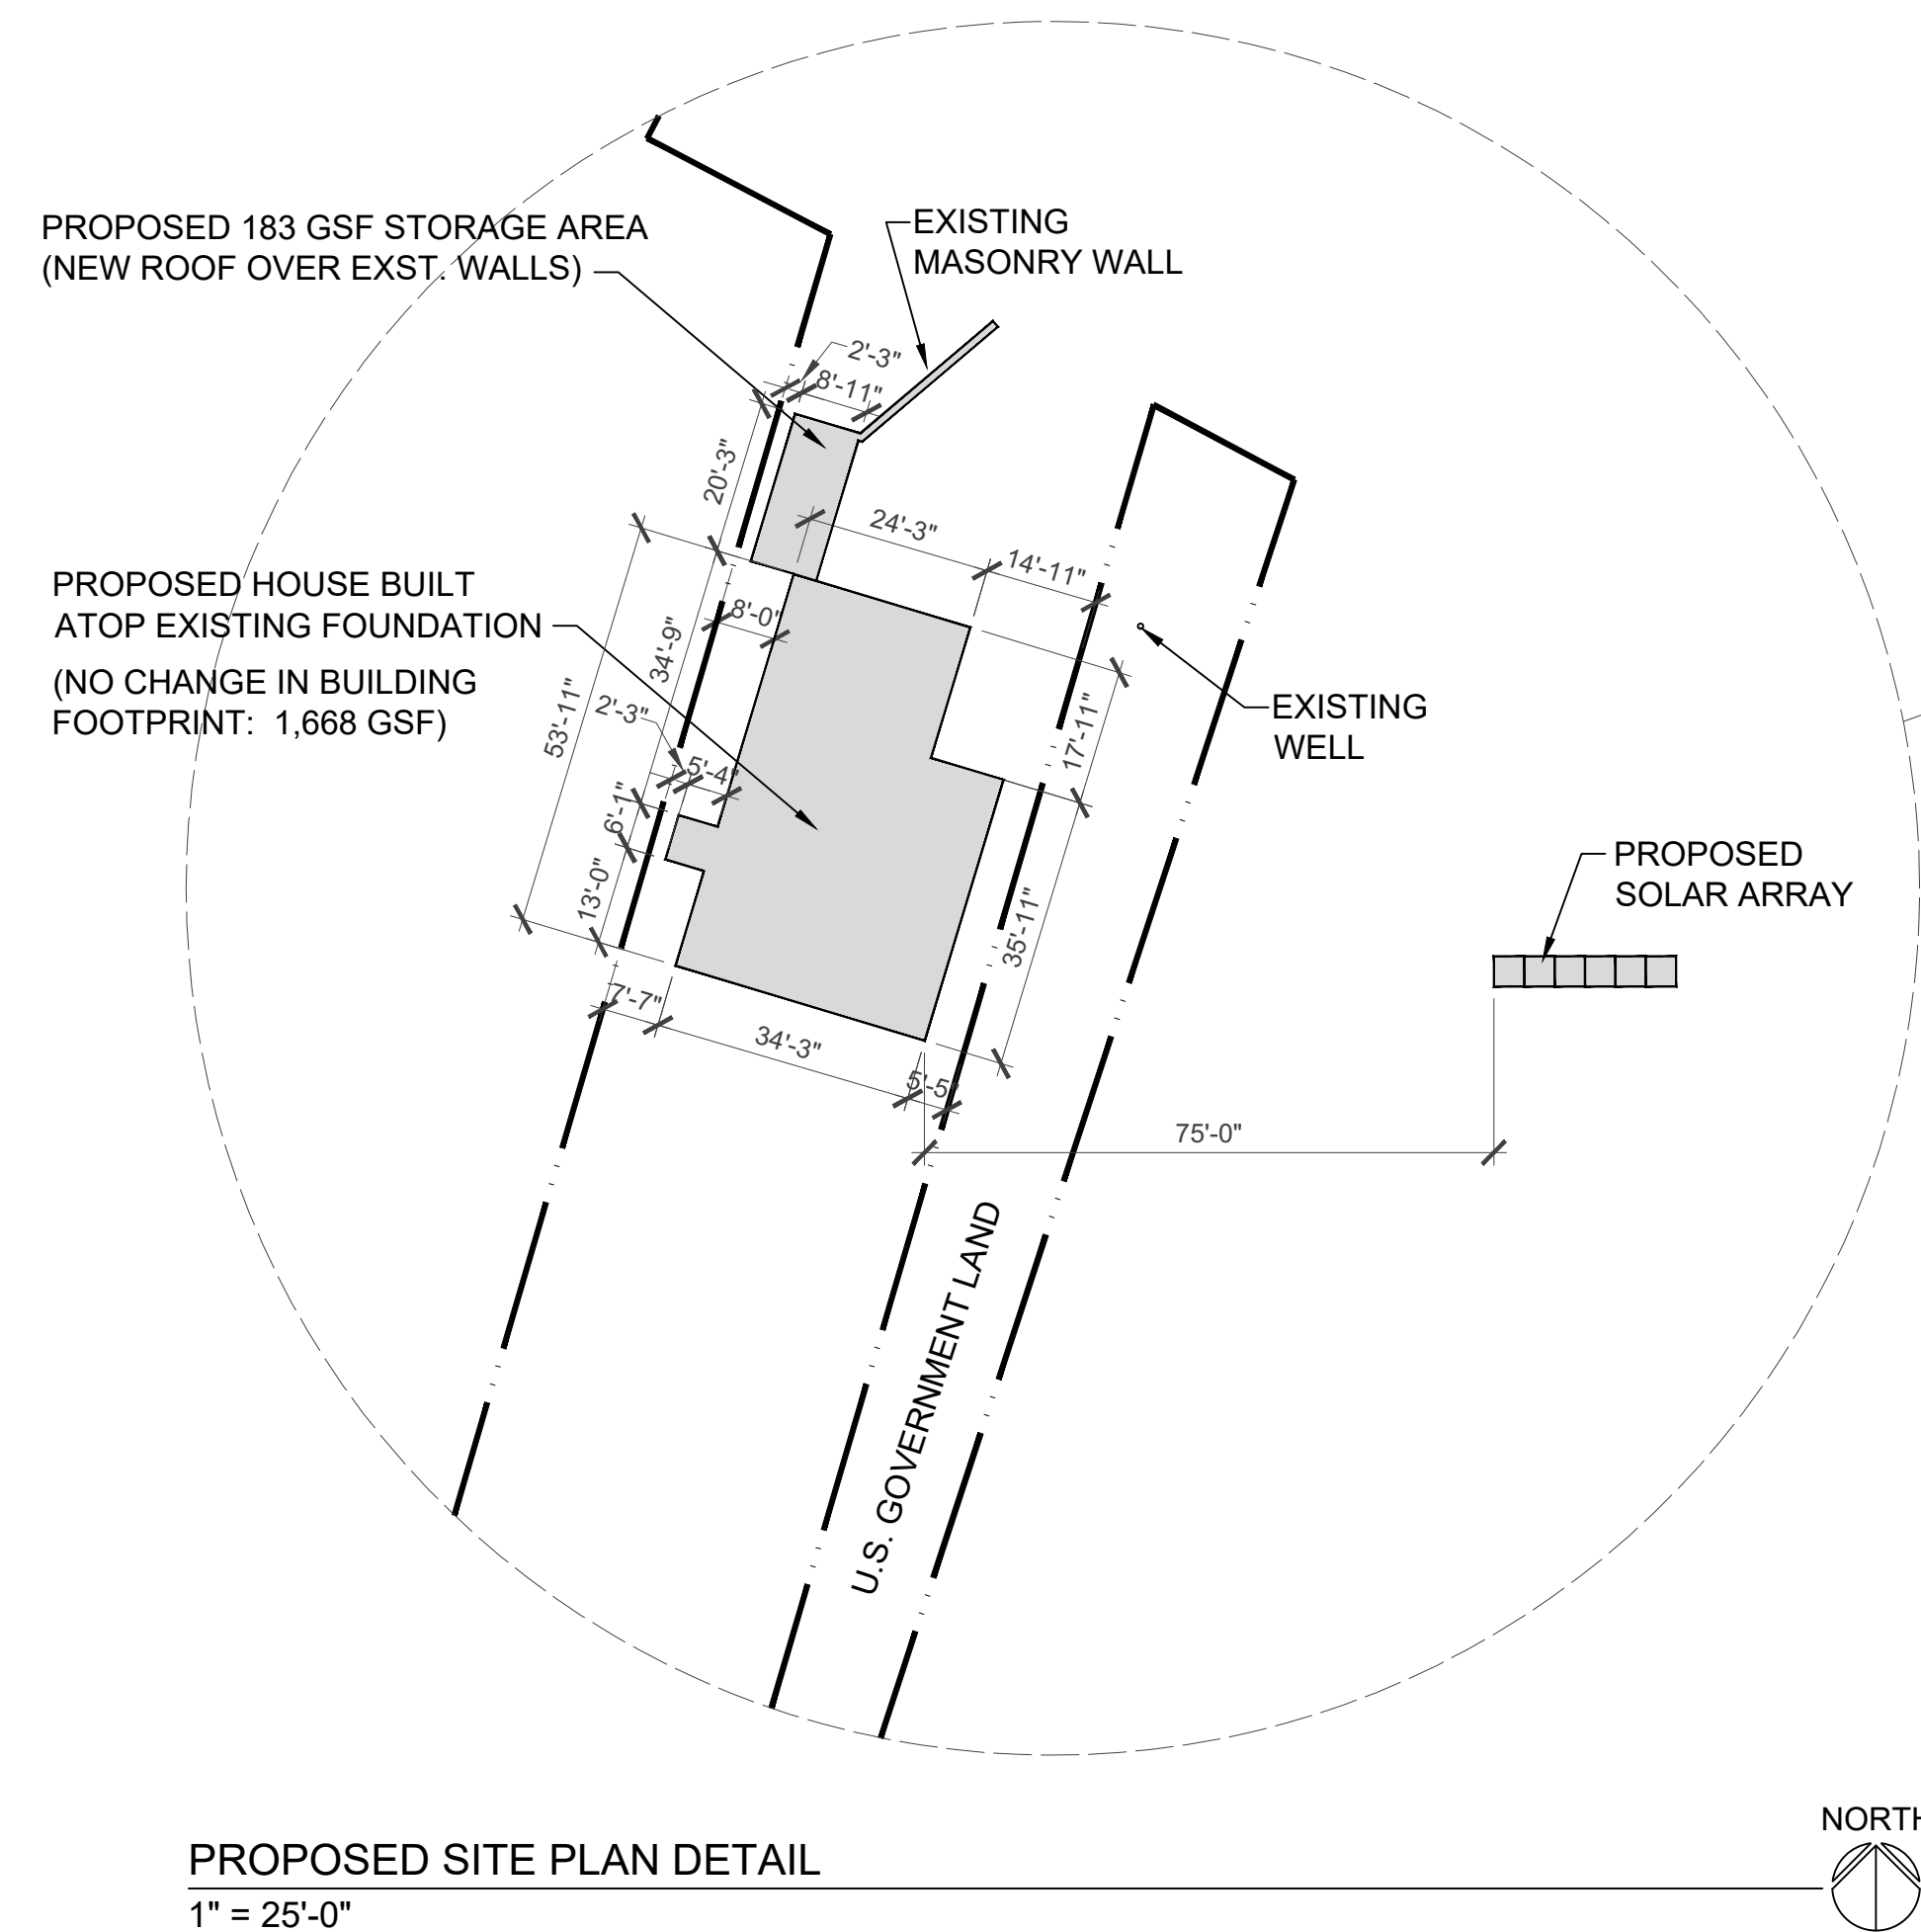 PROPOSED 183 GSF STORAGE AREA
(NEW ROOF OVER EXST. WALLS)
EXISTING
MASONRY WALL
2'-3"
8'-11"
20'-3"
24'-3"
14'-11"
PROPOSED HOUSE BUILT
ATOP EXISTING FOUNDATION
(NO CHANGE IN BUILDING
FOOTPRINT: 1,668 GSF)
8'-0"
34'-9"
53'-11"
2'-3"
5'-4"
17'-11"
EXISTING
WELL
6'-1"
13'-0"
35'-11"
PROPOSED
SOLAR ARRAY
7'-7"
34'-3"
5'-5"
75'-0"
U.S. GOVERNMENT LAND
NORTH
PROPOSED SITE PLAN DETAIL
1" = 25'-0"